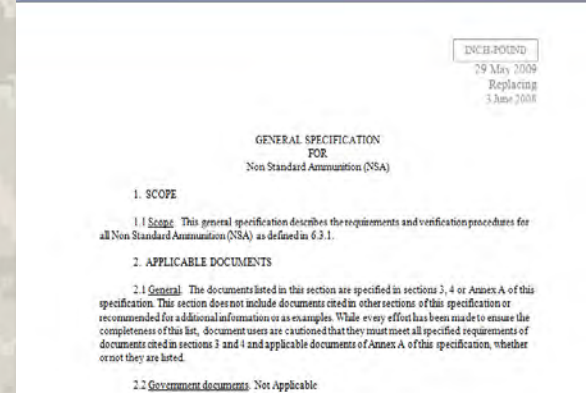 INCH-POUND
29 May 2009
Replacing
3 June 2008
GENERAL SPECIFICATION
FOR
Non Standard Ammunition (NSA)
1. SCOPE
1.1 Scope. This general specification describes the requirements and verification procedures for
all Non Standard Ammunition (NSA) as defined in 6.3.1.
2. APPLICABLE DOCUMENTS
2.1 General. The documents listed in this section are specified in sections 3, 4 or Annex A of this
specification. This section does not include documents cited in other sections of this specification or
recommended for additional information or as examples. While every effort has been made to ensure the
completeness of this list, document users are cautioned that they must meet all specified requirements of
documents cited in sections 3 and 4 and applicable documents of Annex A of this specification, whether
or not they are listed.
2.2 Government documents. Not Applicable